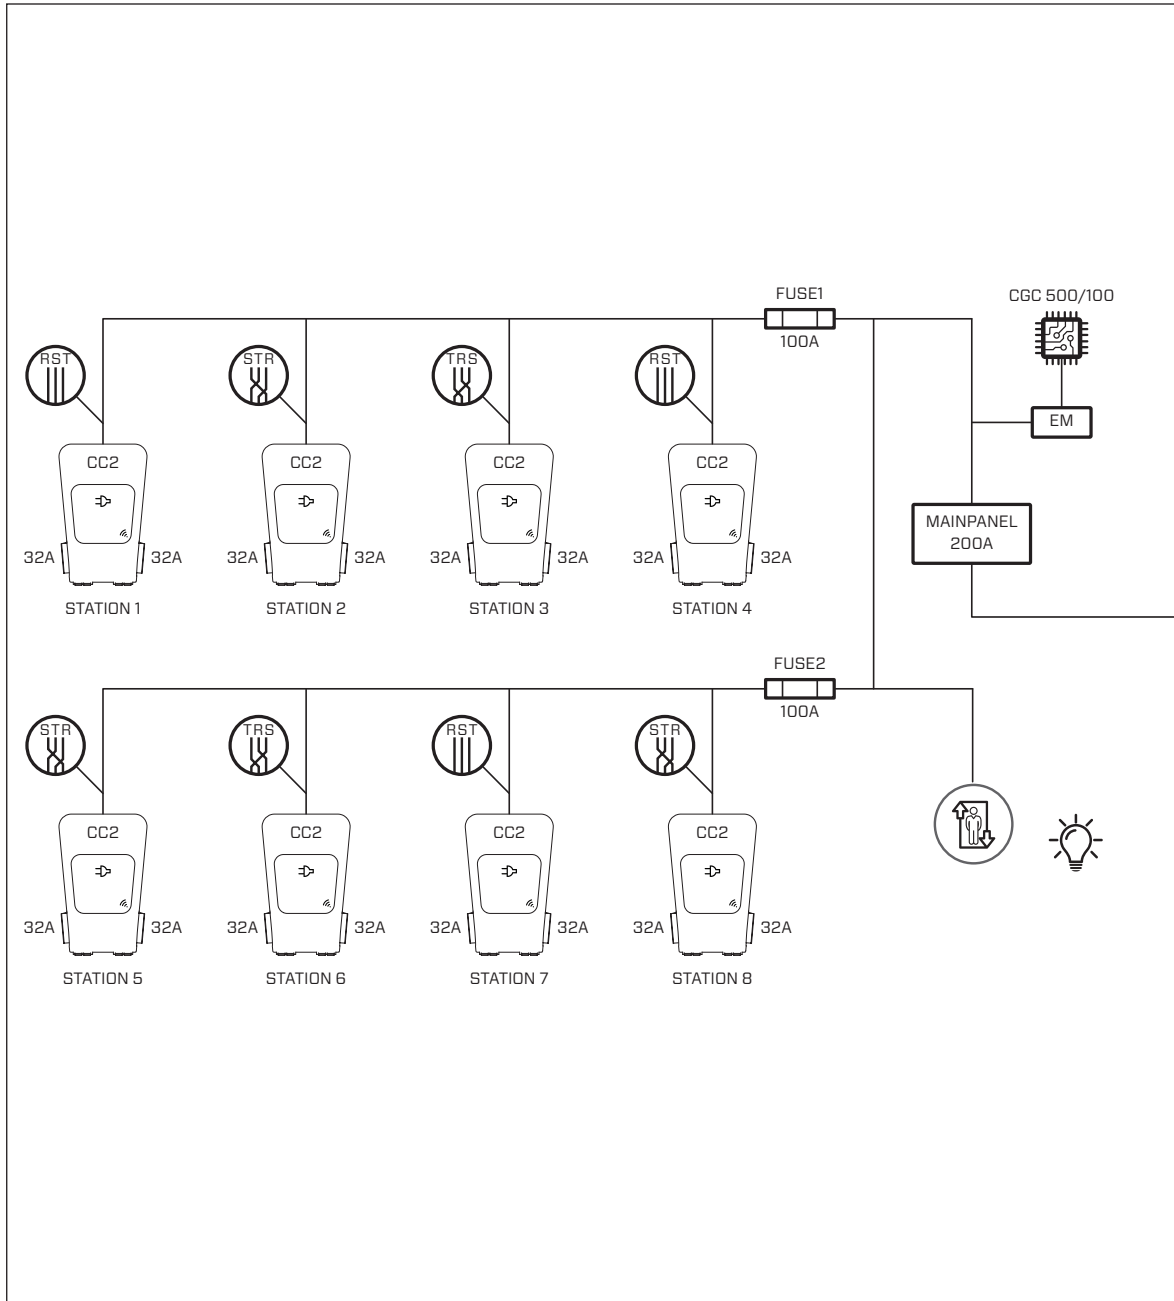 FUSE1
CGC 500/100
100A
RST
STR
TRS
RST
EM
CC2
CC2
CC2
CC2
MAINPANEL
200A
32A
32A
32A
32A
32A
32A
32A
32A
STATION 1
STATION 2
STATION 3
STATION 4
FUSE2
100A
STR
TRS
RST
STR
CC2
CC2
CC2
CC2
32A
32A
32A
32A
32A
32A
32A
32A
STATION 5
STATION 6
STATION 7
STATION 8